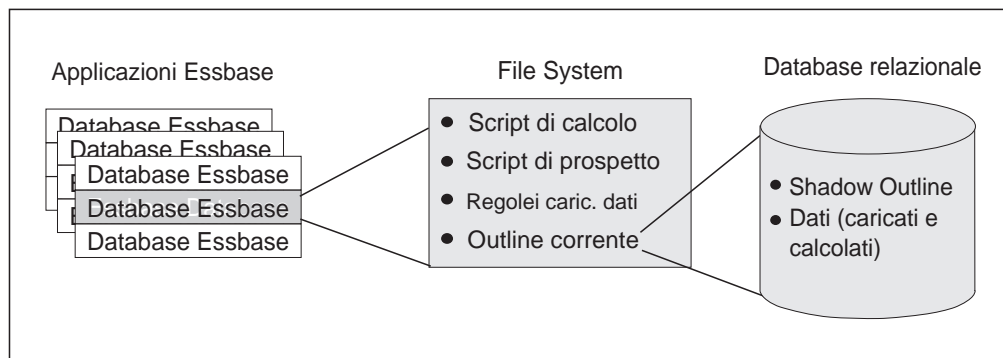 Applicazioni Essbase
File System
Database relazionale
Database Essbase
Database Essbase
Database Essbase
Database Essbase
Database Essbase
Script di calcolo
Script di prospetto
Regolei caric. dati
Outline corrente
Shadow Outline
Dati (caricati e
calcolati)